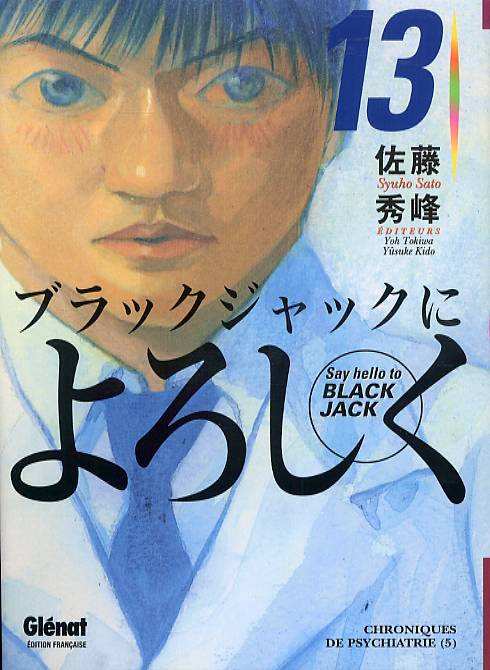 13
佐藤
Syuho Sato
秀峰
ÉDITEURS
Yoh Tokiwa
Yûsuke Kido
ブラックジャックに
よろしく
Say hello to
BLACK
JACK
Glénat
ÉDITION FRANÇAISE
CHRONIQUES
DE PSYCHIATRIE (5)